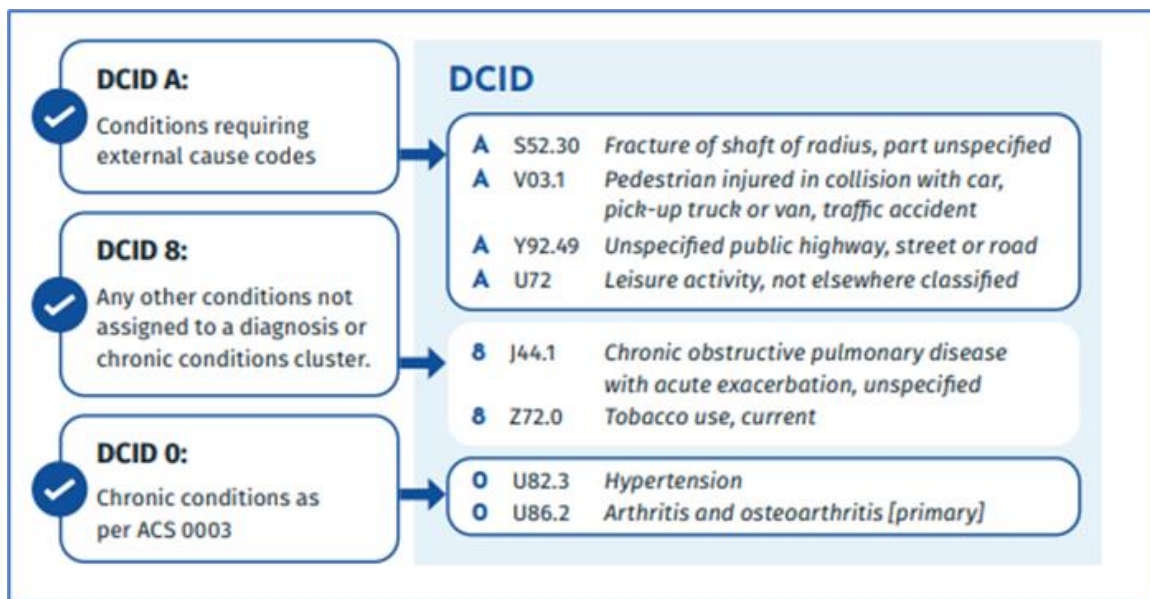 DCID A:
Conditions requiring
external cause codes
DCID 8:
Any other conditions not
assigned to a diagnosis or
chronic conditions cluster.
DCID 0:
Chronic conditions as
per ACS 0003
DCID
A S52.30 Fracture of shaft of radius, part unspecified
A V03.1 Pedestrian injured in collision with car,
pick-up truck or van, traffic accident
A Y92.49 Unspecified public highway, street or road
A U72 Leisure activity, not elsewhere classified
8 J44.1 Chronic obstructive pulmonary disease
with acute exacerbation, unspecified
8 Z72.0 Tobacco use, current
0 U82.3 Hypertension
0 U86.2 Arthritis and osteoarthritis [primary]